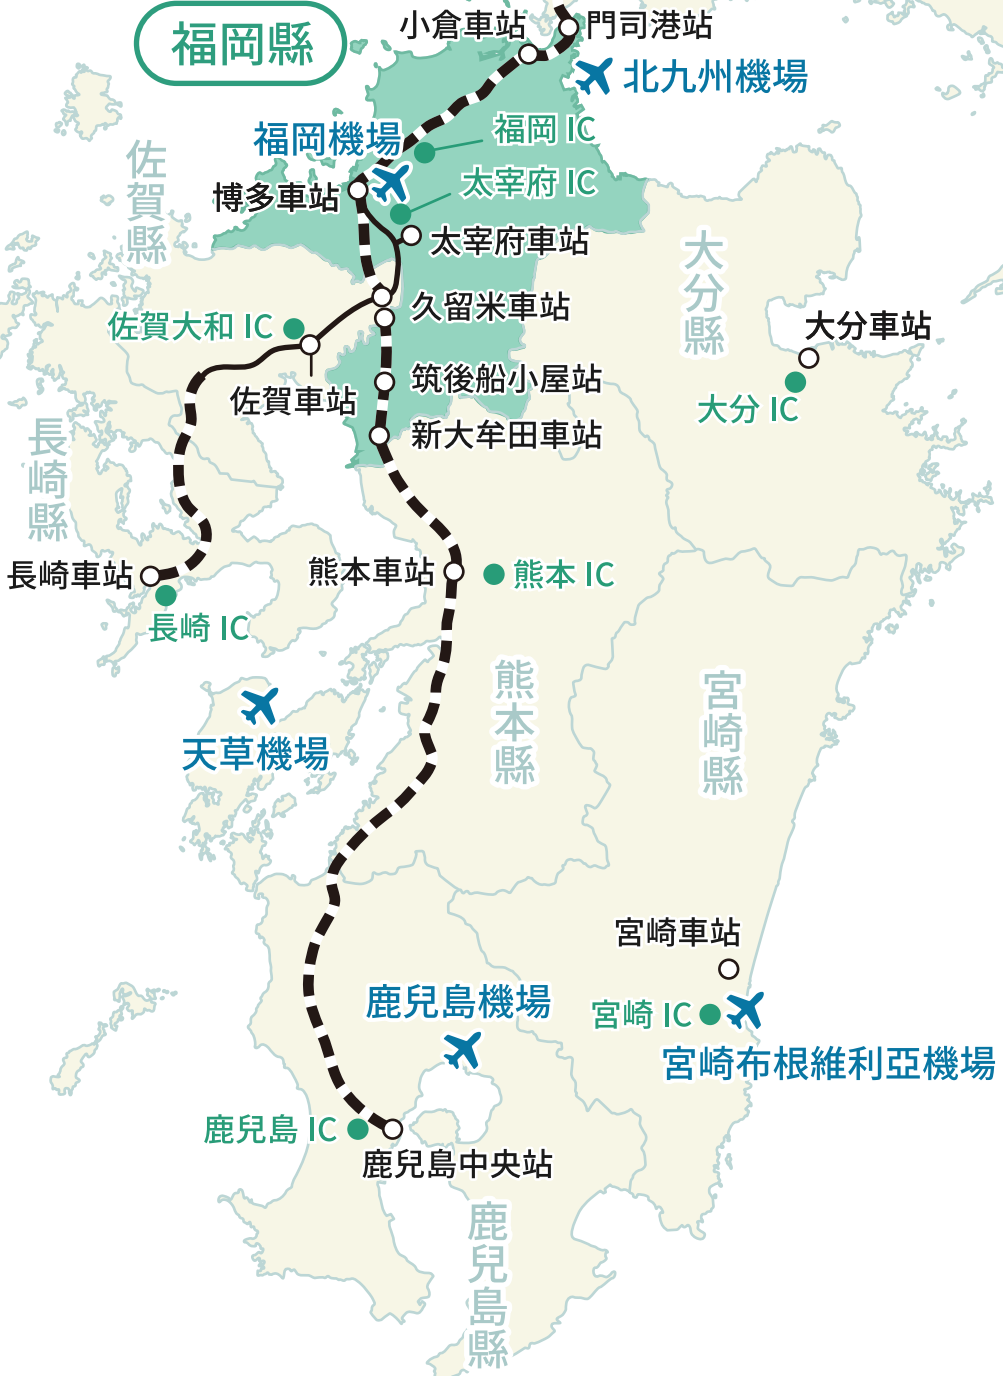 福岡縣
小倉車站
門司港站
北九州機場
福岡機場
福岡 IC
佐賀縣
太宰府 IC
博多車站
太宰府車站
大分縣
久留米車站
佐賀大和 IC
大分車站
佐賀車站
筑後船小屋站
大分 IC
長崎縣
新大牟田車站
長崎車站
熊本車站
熊本 IC
長崎 IC
熊本縣
宮崎縣
天草機場
宮崎車站
鹿兒島機場
宮崎 IC
宮崎布根維利亞機場
鹿兒島 IC
鹿兒島中央站
鹿兒島縣